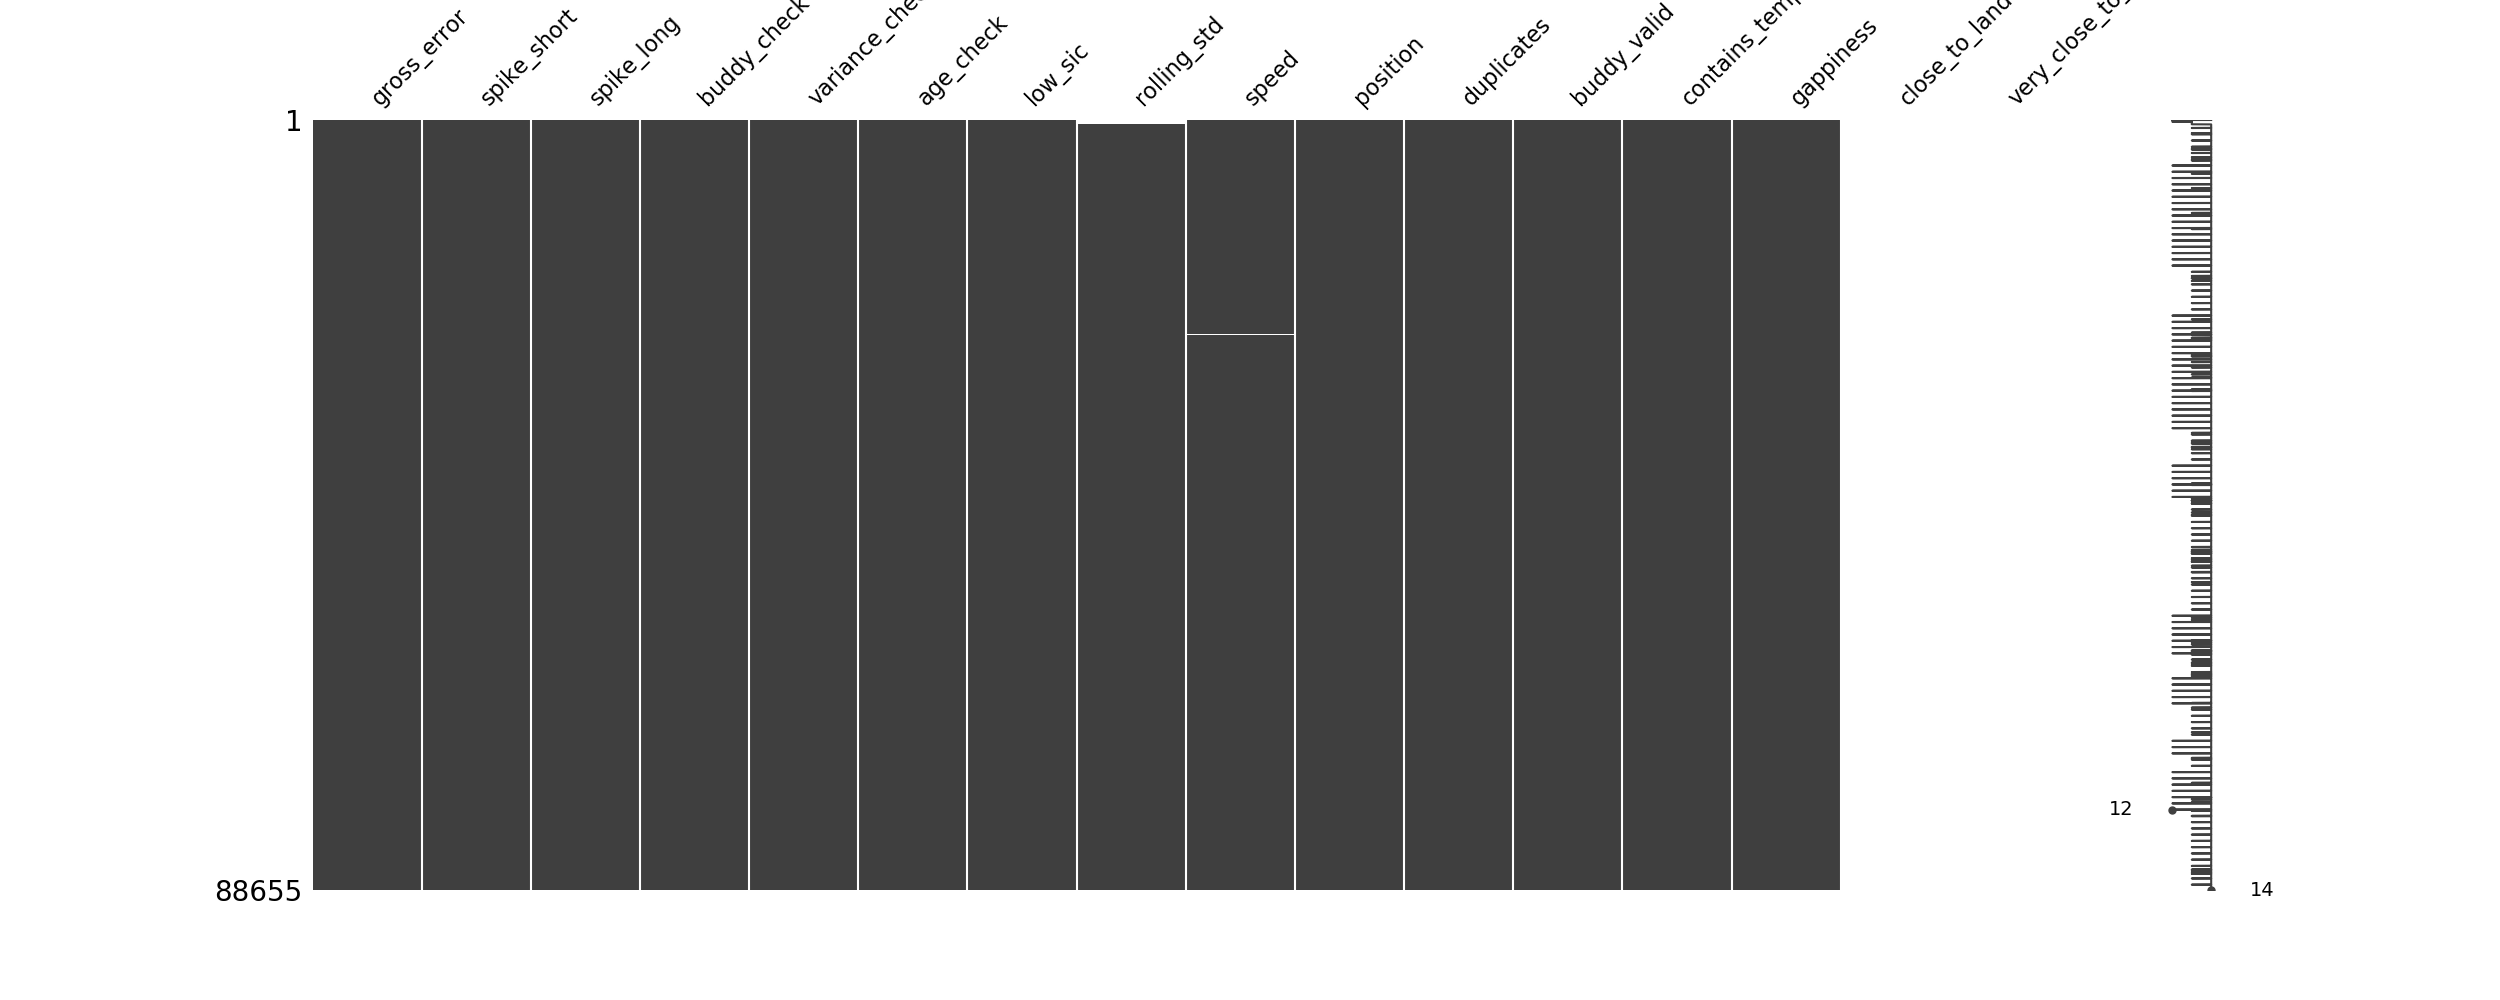 gross_error
spike_short
spike_long
buddy_check
variance_che
age_check
low_sic
rolling_std
speed
position
duplicates
buddy_valid
contains_temp
gappiness
close_to_land
very_close_to_
1
88655
12
14